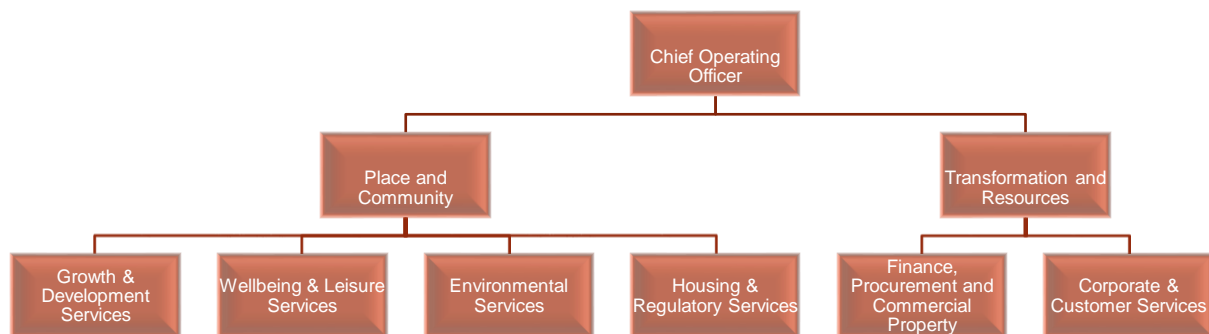 Chief Operating
Officer
Place and
Community
Transformation and
Resources
Growth &
Development
Services
Wellbeing & Leisure
Services
Environmental
Services
Housing &
Regulatory Services
Finance,
Procurement and
Commercial
Property
Corporate &
Customer Services